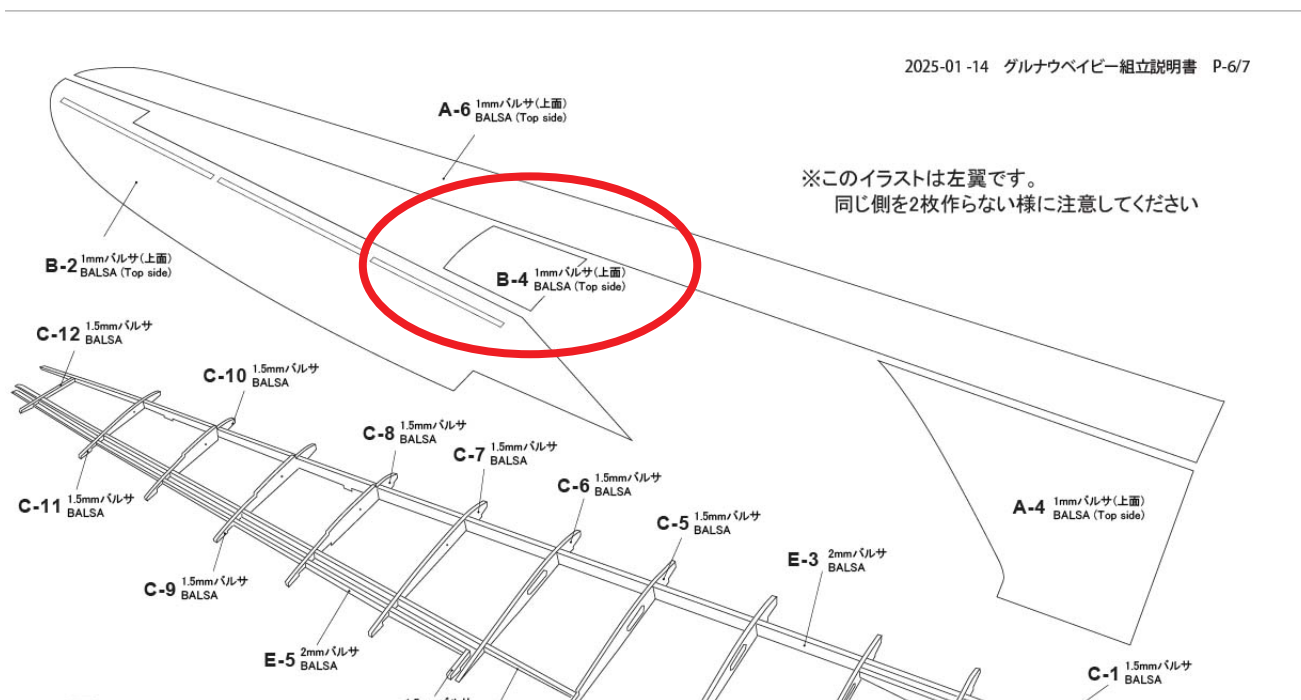 2025-01 -14　グルナウベイビー組立説明書　P-6/7
A-6 1mmバルサ(上面)
BALSA (Top side)
※このイラストは左翼です。
同じ側を2枚作らない様に注意してください
B-2 1mmバルサ(上面)
BALSA (Top side)
B-4 1mmバルサ(上面)
BALSA (Top side)
C-12 1.5mmバルサ
BALSA
C-10 1.5mmバルサ
BALSA
C-8 1.5mmバルサ
BALSA
C-7 1.5mmバルサ
BALSA
C-6 1.5mmバルサ
BALSA
C-11 1.5mmバルサ
BALSA
A-4 1mmバルサ(上面)
BALSA (Top side)
C-5 1.5mmバルサ
BALSA
E-3 2mmバルサ
BALSA
C-9 1.5mmバルサ
BALSA
E-5 2mmバルサ
BALSA
C-1 1.5mmバルサ
BALSA